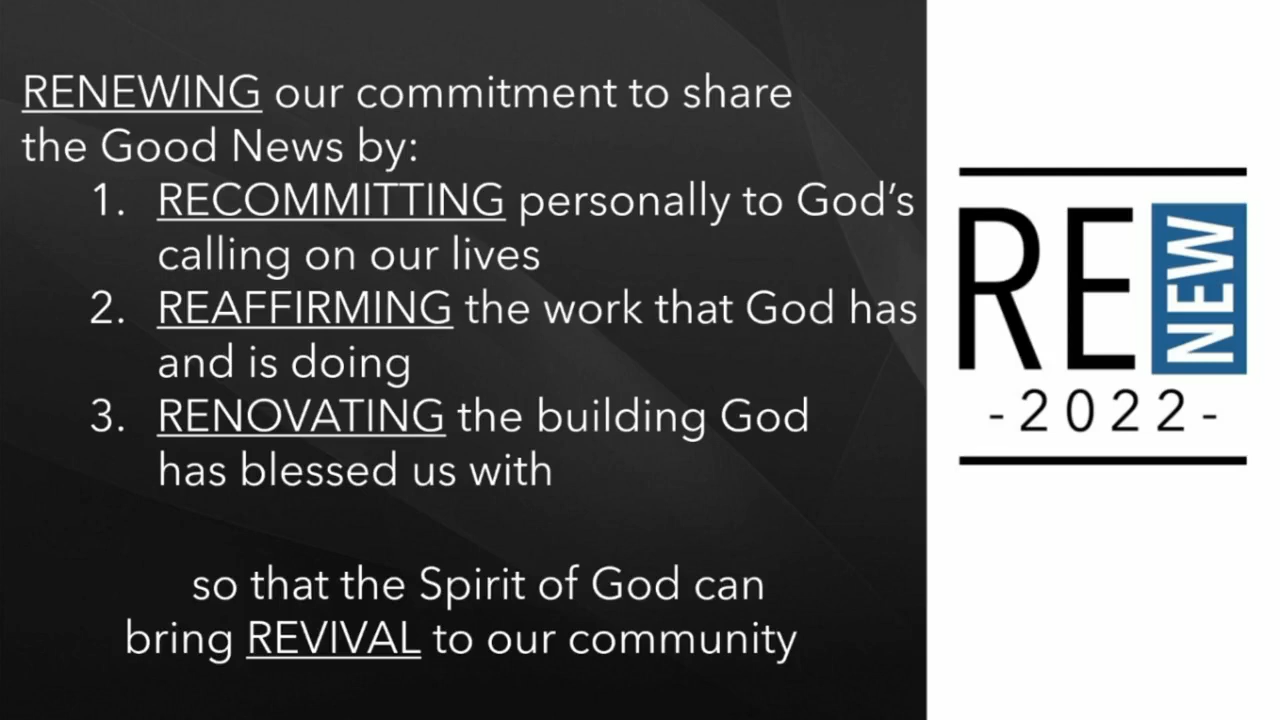 RENEWING our commitment to share
the Good News by:
1. RECOMMITTING personally to God's
calling on our lives
2. REAFFIRMING the work that God has
and is doing
3. RENOVATING the building God
has blessed us with
so that the Spirit of God can
bring REVIVAL to our community
RE NEW
-2022-